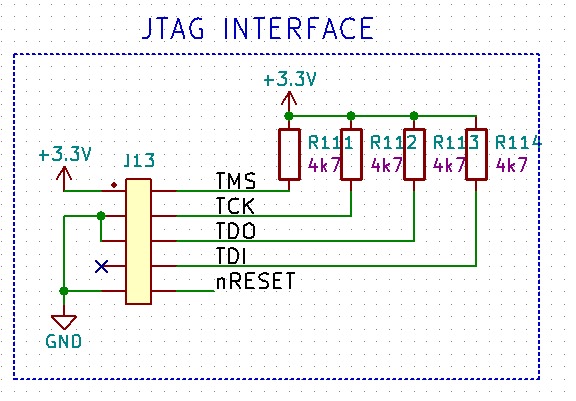 JTAG INTERFACE
+3.3V
R111 R112 R113 R114
4k7 4k7 4k7 4k7
+3.3V J13
TMS
TCK
TDO
TDI
nRESET
GND